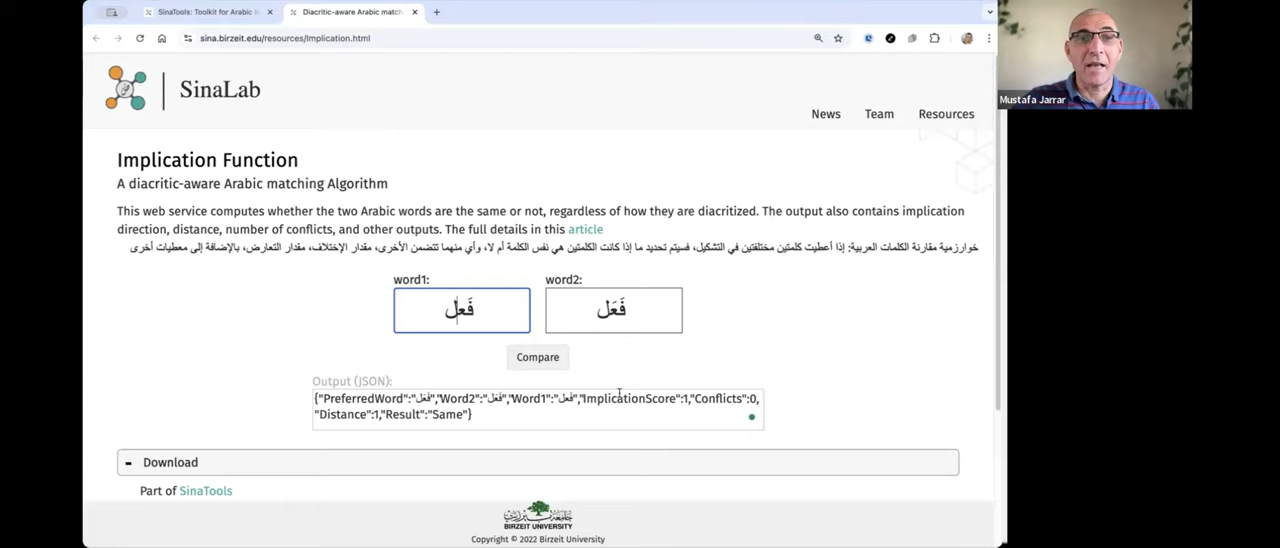 Diacritic-aware Arabic matchin
sina.birzeit.edu/resources/Implication.html
SinaLab
News Team Resources
Mustafa Jarrar
Implication Function
A diacritic-aware Arabic matching Algorithm
This web service computes whether the two Arabic words are the same or not, regardless of how they are diacritized. The output also contains implication
direction, distance, number of conflicts, and other outputs. The full details in this article
خوارزمية مقارنة الكلمات العربية: إذا أعطيت كلمتين مختلفتين في التشكيل، فسيتم تحديد ما إذا كانت الكلمتين هي نفس الكلمة أم لا، وأي منهما تتضمن الأخرى، مقدار الإختلاف، مقدار التعارض، بالإضافة إلى معطيات أخرى
word1: word2:
فَعل فَعَل
Compare
Output (JSON):
{"PreferredWord":"فَعَل","Word2":"فَعَل","Word1":"فَعل","ImplicationScore":1,"Conflicts":0,
"Distance":1,"Result":"Same"}
- Download
Part of SinaTools
BIRZEIT UNIVERSITY
Copyright © 2022 Birzeit University